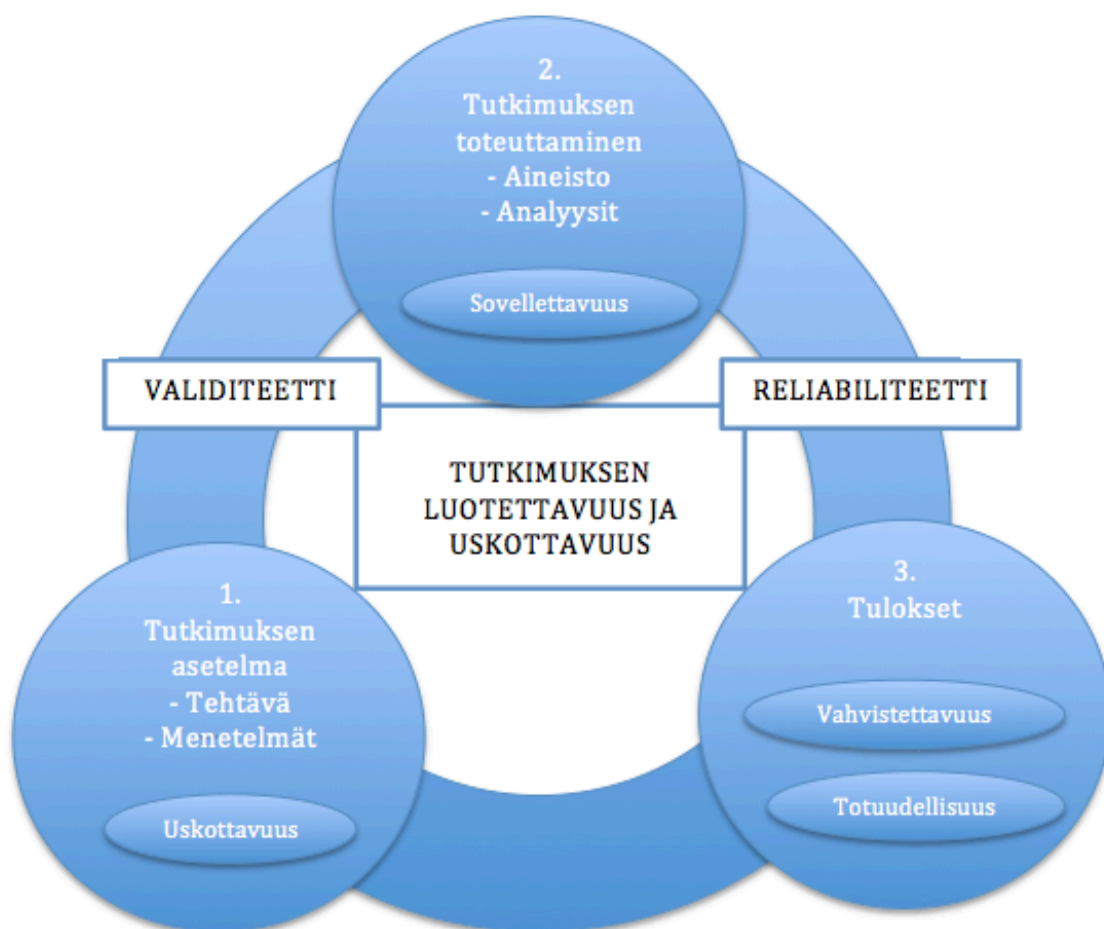 2.
Tutkimuksen
toteuttaminen
- Aineisto
- Analyysit
Sovellettavuus
VALIDITEETTI
RELIABILITEETTI
TUTKIMUKSEN
LUOTETTAVUUS JA
USKOTTAVUUS
1.
Tutkimuksen
asetelma
- Tehtävä
- Menetelmät
Uskottavuus
3.
Tulokset
Vahvistettavuus
Totuudellisuus